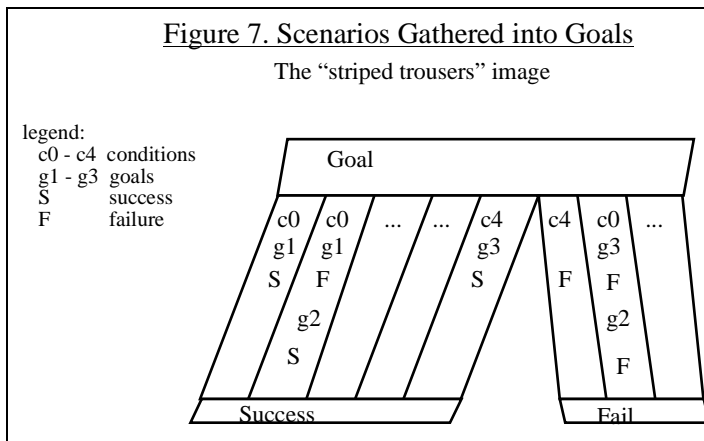 Figure 7. Scenarios Gathered into Goals
The “striped trousers” image
legend:
c0 - c4 conditions
g1 - g3 goals
S success
F failure
Goal
c0 c0 ... ... c4 c4 c0 ...
g1 g1 g3 g3
S F S F F
g2 g2
S F
Success Fail